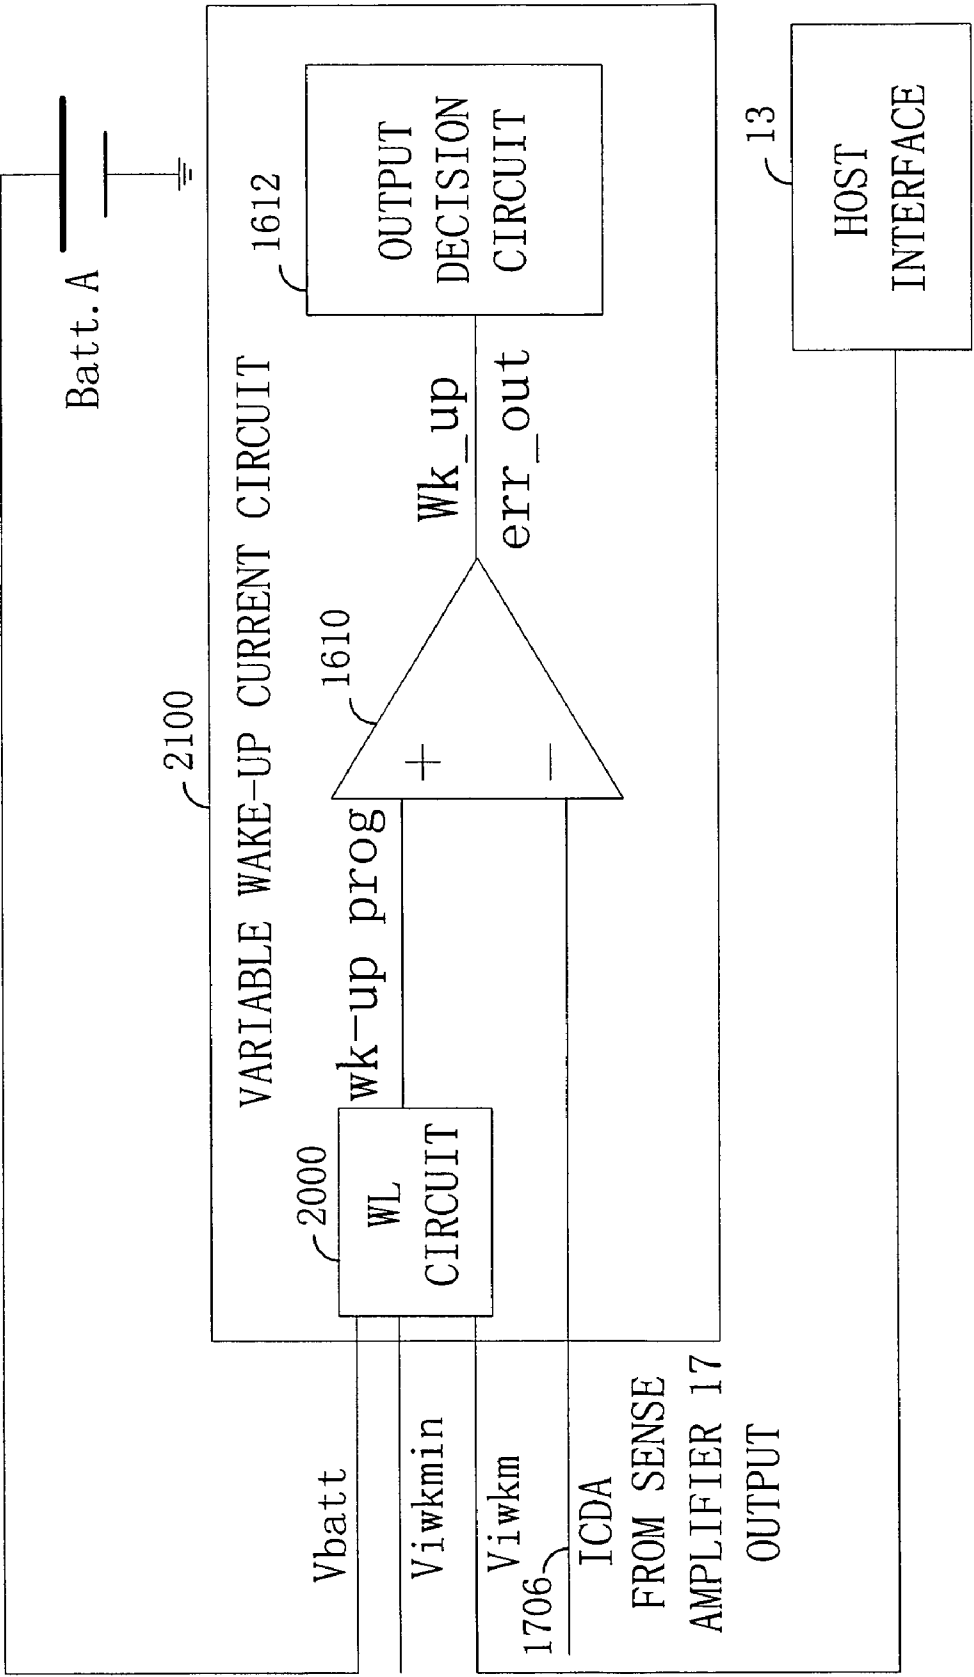 Batt.A
2100
VARIABLE WAKE-UP CURRENT CIRCUIT
2000
WL
CIRCUIT
wk-up prog
1610
+
−
Wk_up
err_out
1612
OUTPUT
DECISION
CIRCUIT
Vbatt
Viwkmin
Viwkm
1706
ICDA
FROM SENSE
AMPLIFIER 17
OUTPUT
13
HOST
INTERFACE